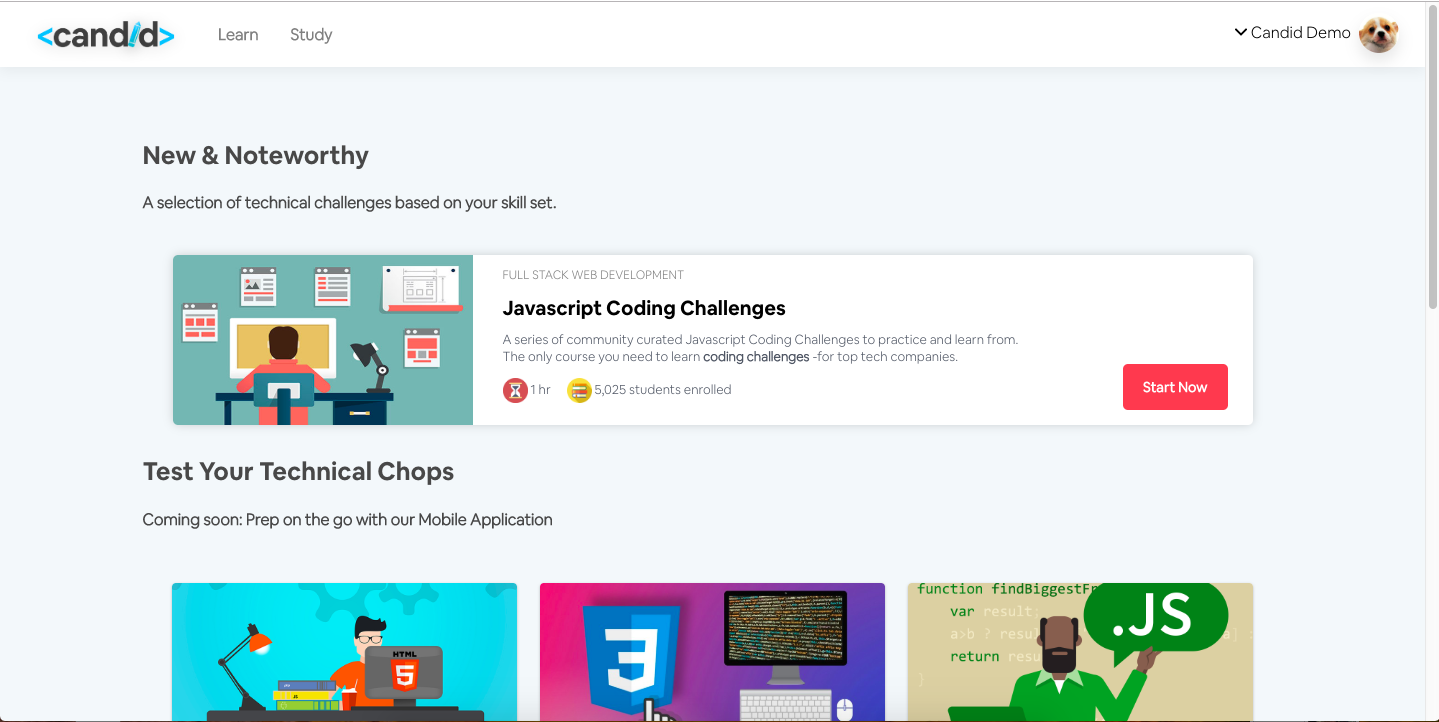 <candid>
Learn
Study
Candid Demo
New & Noteworthy
A selection of technical challenges based on your skill set.
FULL STACK WEB DEVELOPMENT
Javascript Coding Challenges
A series of community curated Javascript Coding Challenges to practice and learn from.
The only course you need to learn coding challenges -for top tech companies.
1 hr
5,025 students enrolled
Start Now
Test Your Technical Chops
Coming soon: Prep on the go with our Mobile Application
HTML
5
JS
3
function findBiggestFr
var result;
a>b ? resu
return resu
}
.JS